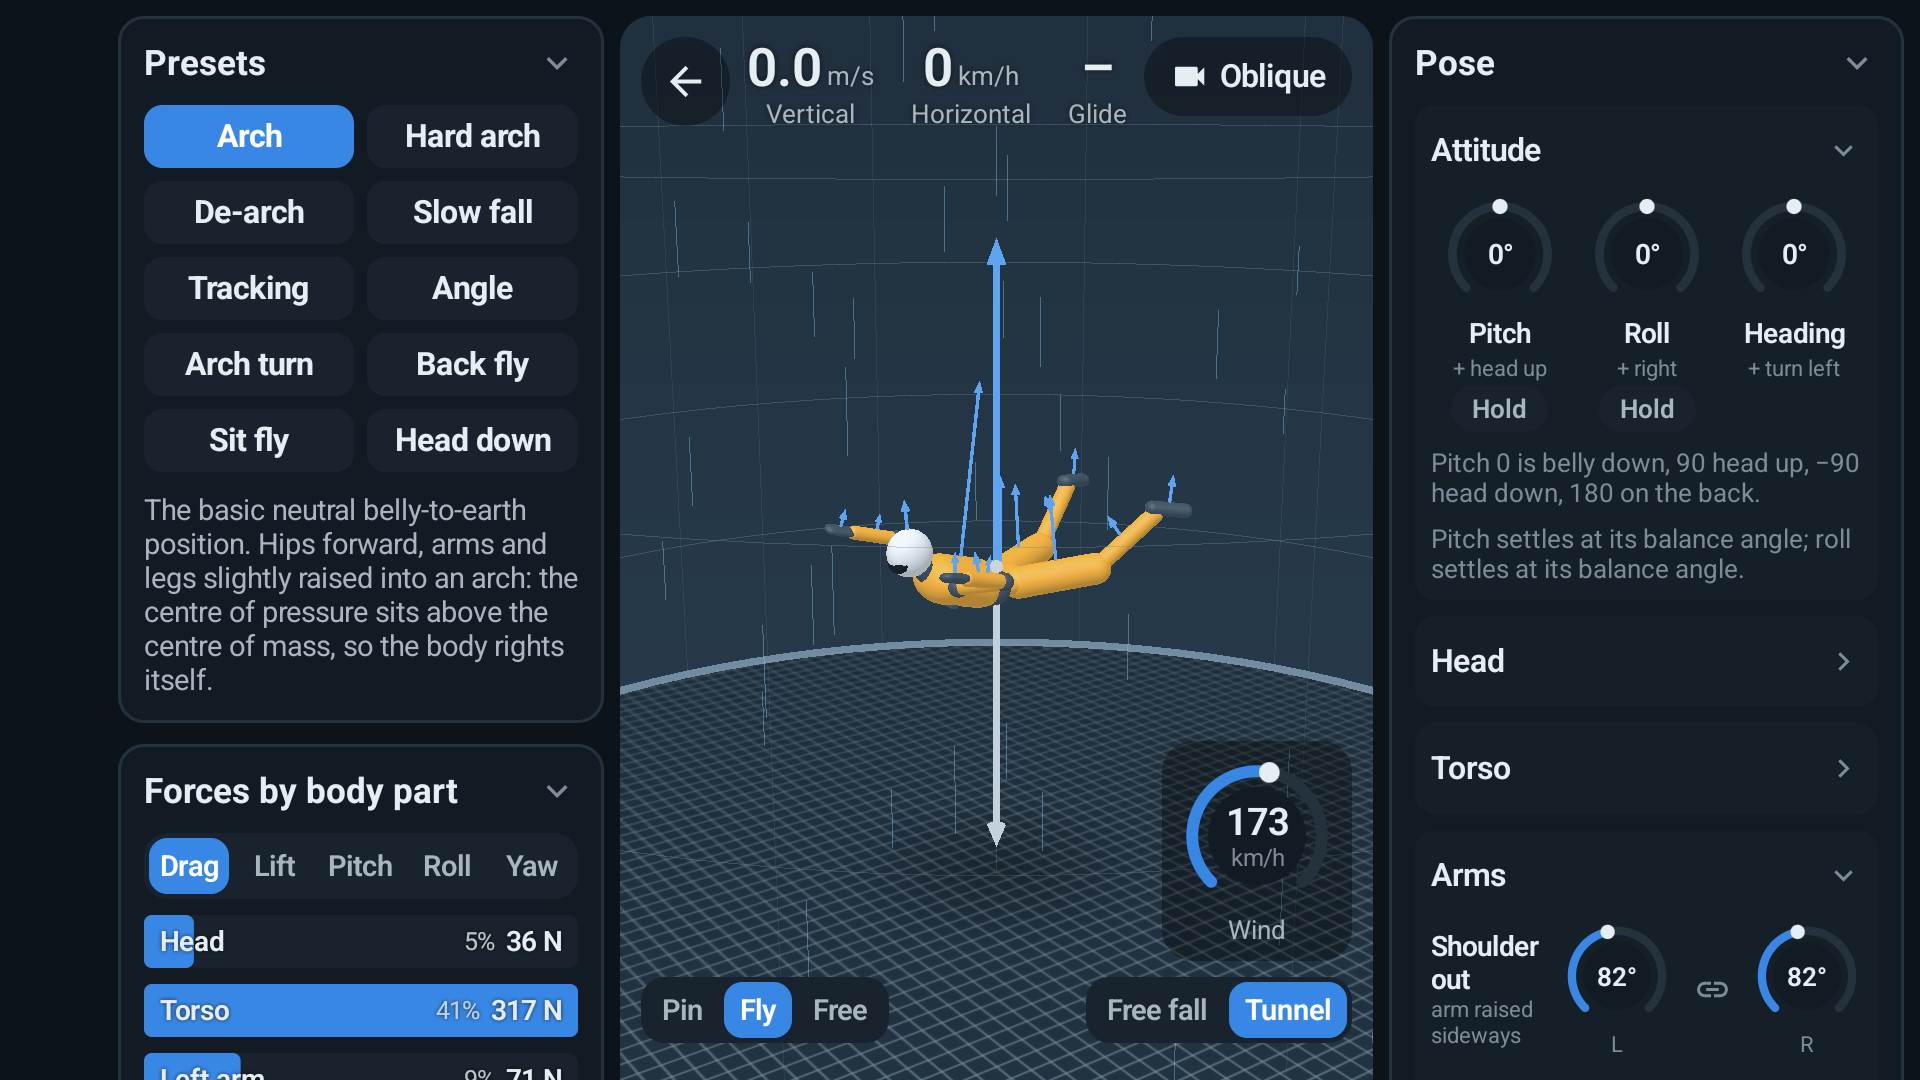 Presets
Arch
Hard arch
De-arch
Slow fall
Tracking
Angle
Arch turn
Back fly
Sit fly
Head down
The basic neutral belly-to-earth
position. Hips forward, arms and
legs slightly raised into an arch: the
centre of pressure sits above the
centre of mass, so the body rights
itself.
Forces by body part
Drag Lift Pitch Roll Yaw
Head 5% 36 N
Torso 41% 317 N
Left arm 9% 71 N
0.0 m/s
Vertical
0 km/h
Horizontal
–
Glide
Oblique
173
km/h
Wind
Pin Fly Free
Free fall Tunnel
Pose
Attitude
0° 0° 0°
Pitch Roll Heading
+ head up + right + turn left
Hold Hold
Pitch 0 is belly down, 90 head up, −90
head down, 180 on the back.
Pitch settles at its balance angle; roll
settles at its balance angle.
Head
Torso
Arms
Shoulder
out
arm raised
sideways
82° 82°
L R